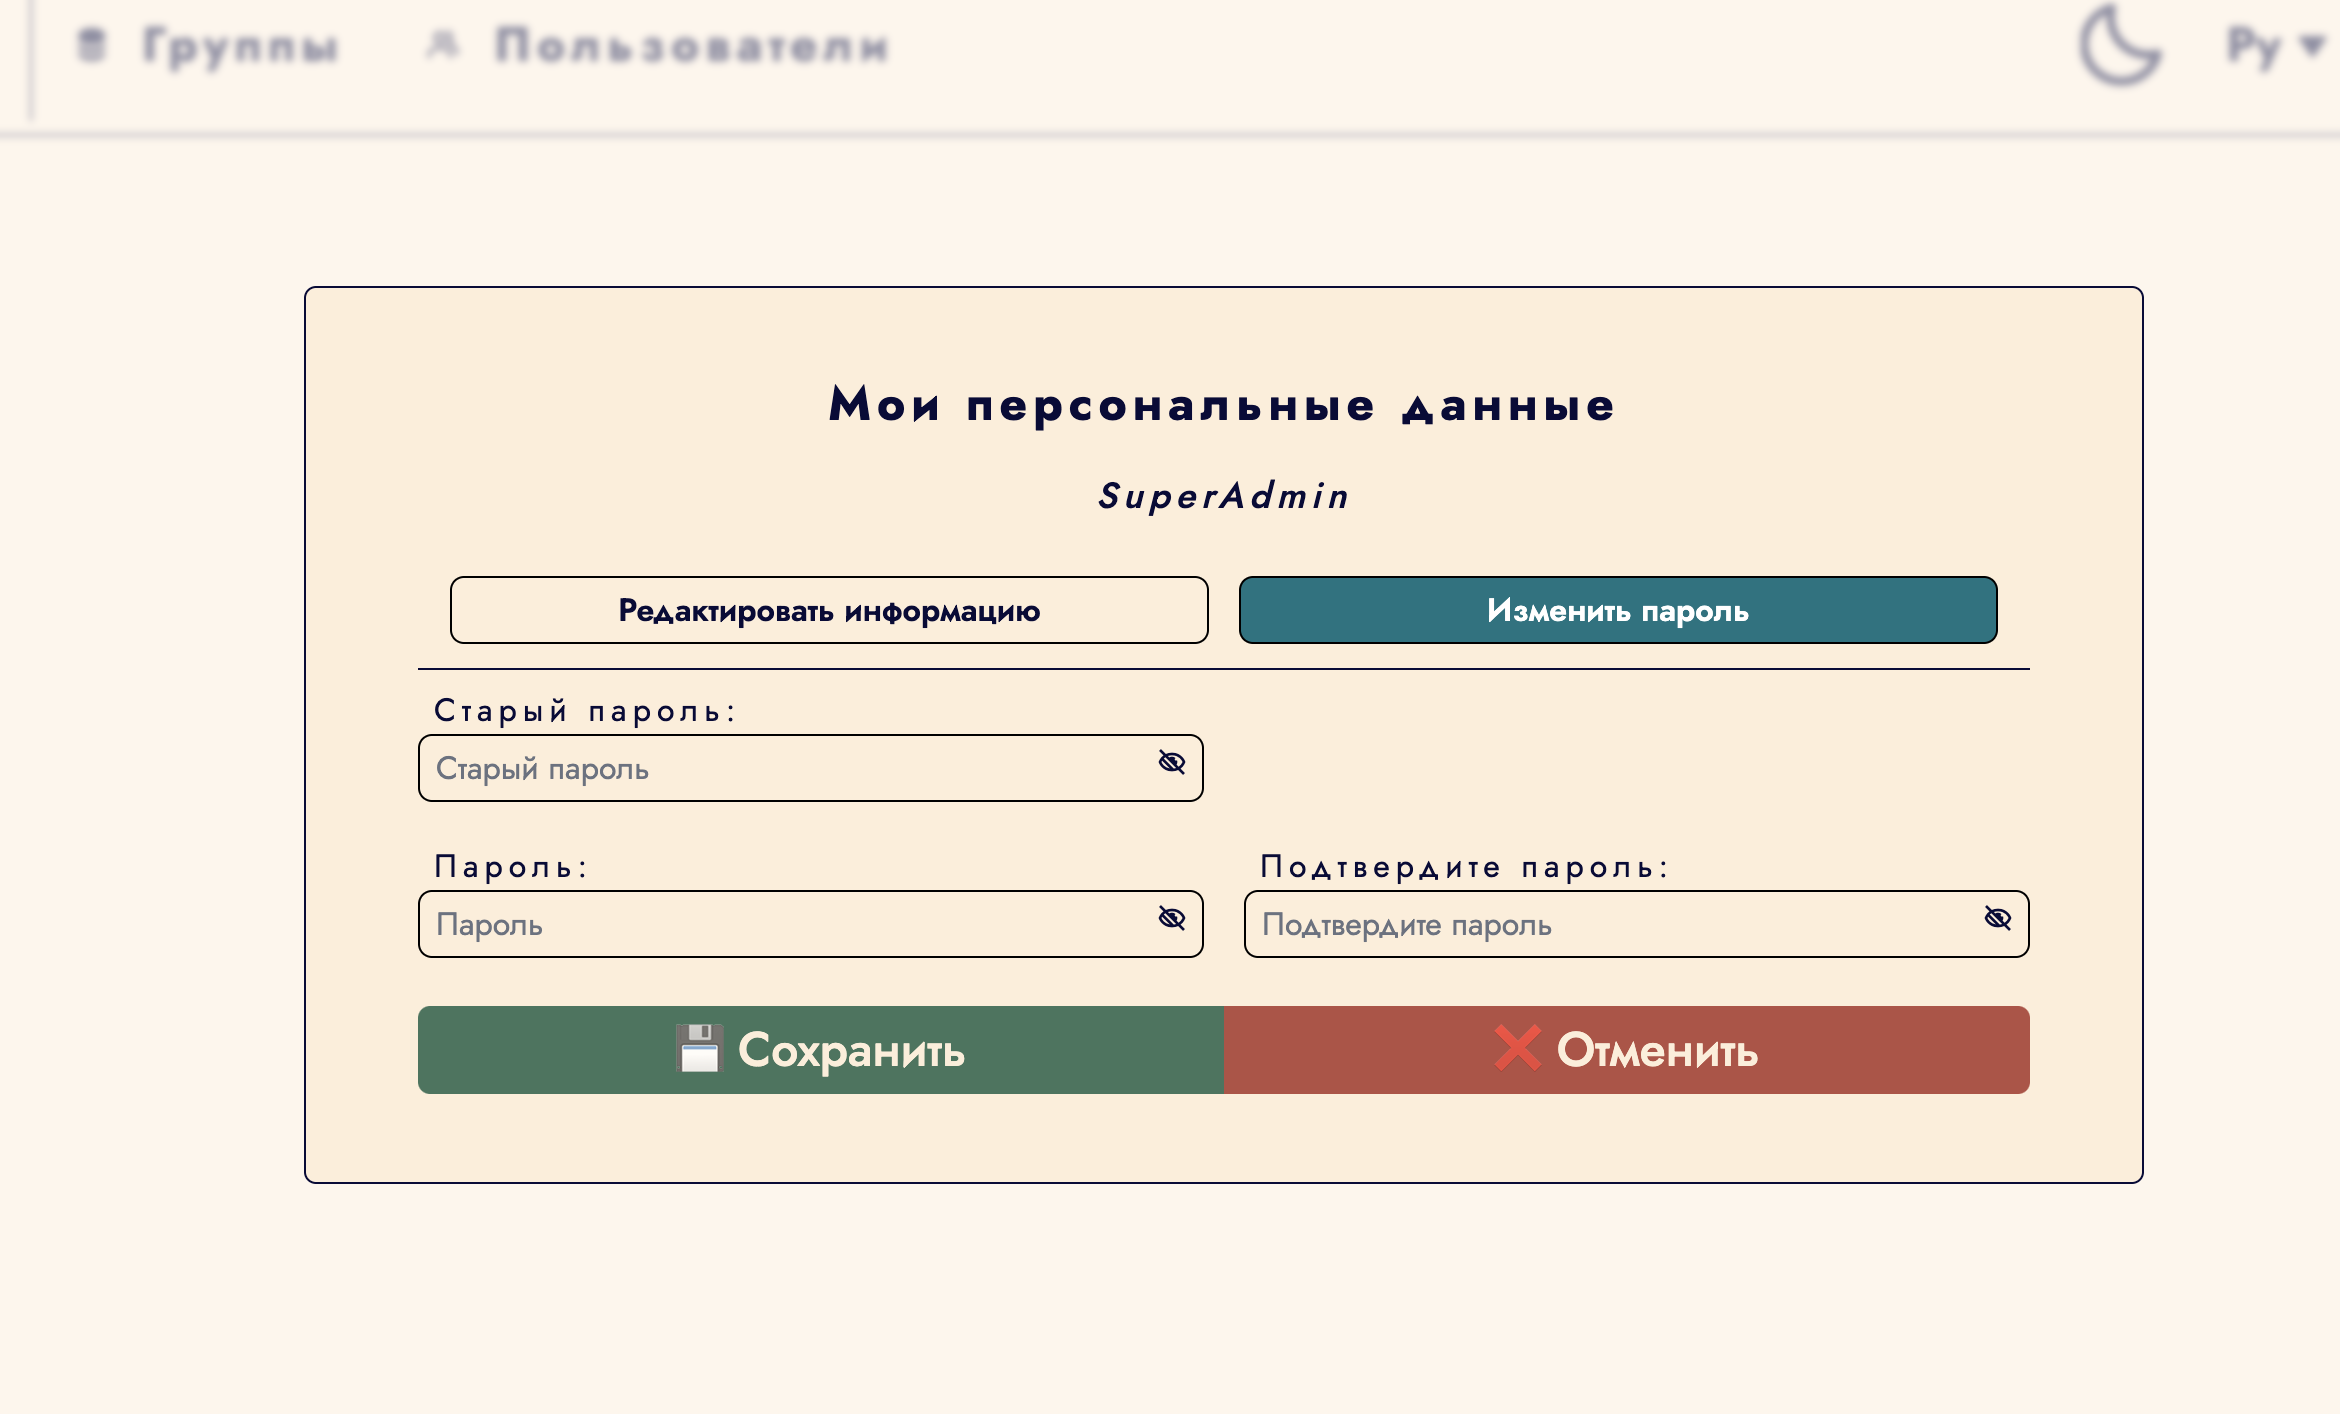 Группы Пользователи Ру ▼
Мои персональные данные
SuperAdmin
Редактировать информацию Изменить пароль
Старый пароль:
Старый пароль
Пароль: Подтвердите пароль:
Пароль Подтвердите пароль
💾 Сохранить ❌ Отменить